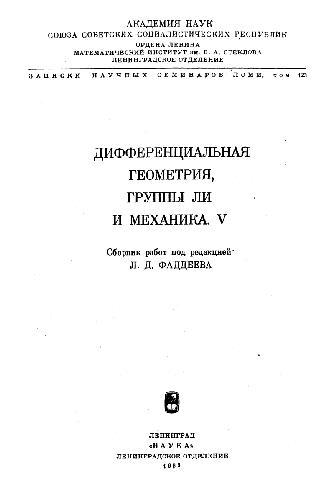 АКАДЕМИЯ НАУК
СОЮЗА СОВЕТСКИХ СОЦИАЛИСТИЧЕСКИХ РЕСПУБЛИК
ОРДЕНА ЛЕНИНА
МАТЕМАТИЧЕСКИЙ ИНСТИТУТ им. В. А. СТЕКЛОВА
ЛЕНИНГРАДСКОЕ ОТДЕЛЕНИЕ
ЗАПИСКИ НАУЧНЫХ СЕМИНАРОВ ЛОМИ, том 123
ДИФФЕРЕНЦИАЛЬНАЯ
ГЕОМЕТРИЯ,
ГРУППЫ ЛИ
И МЕХАНИКА. V
Сборник работ под редакцией
Л. Д. ФАДДЕЕВА
ЛЕНИНГРАД
«НАУКА»
ЛЕНИНГРАДСКОЕ ОТДЕЛЕНИЕ